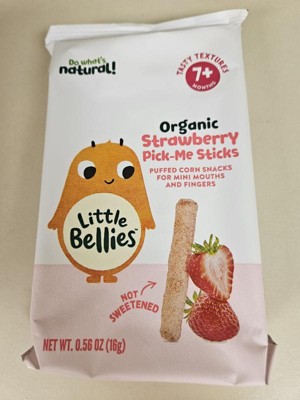 Do what's
natural!
TASTY TEXTURES
7+
MONTHS
Organic
Strawberry
Pick-Me Sticks
PUFFED CORN SNACKS
FOR MINI MOUTHS
AND FINGERS
Little
Bellies™
NOT
SWEETENED
NET WT. 0.56 OZ (16g)